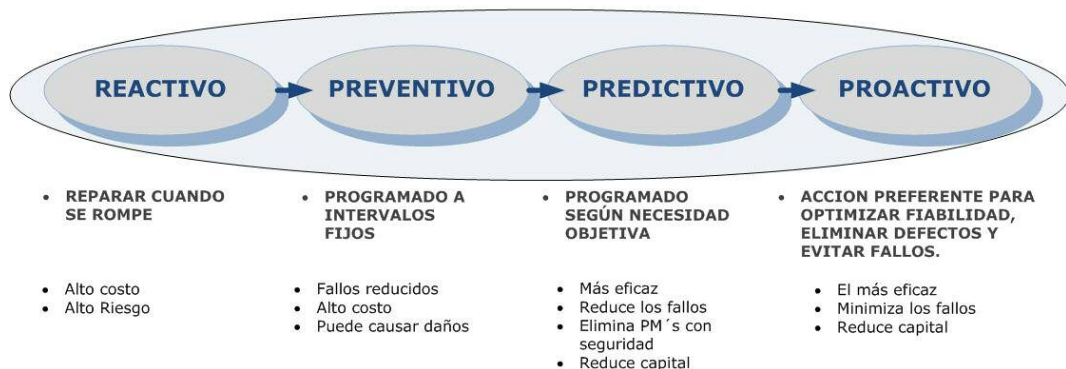 REACTIVO
PREVENTIVO
PREDICTIVO
PROACTIVO
• REPARAR CUANDO
SE ROMPE
• Alto costo
• Alto Riesgo
• PROGRAMADO A
INTERVALOS
FIJOS
• Fallos reducidos
• Alto costo
• Puede causar daños
• PROGRAMADO
SEGÚN NECESIDAD
OBJETIVA
• Más eficaz
• Reduce los fallos
• Elimina PM´s con
seguridad
• Reduce capital
• ACCION PREFERENTE PARA
OPTIMIZAR FIABILIDAD,
ELIMINAR DEFECTOS Y
EVITAR FALLOS.
• El más eficaz
• Minimiza los fallos
• Reduce capital